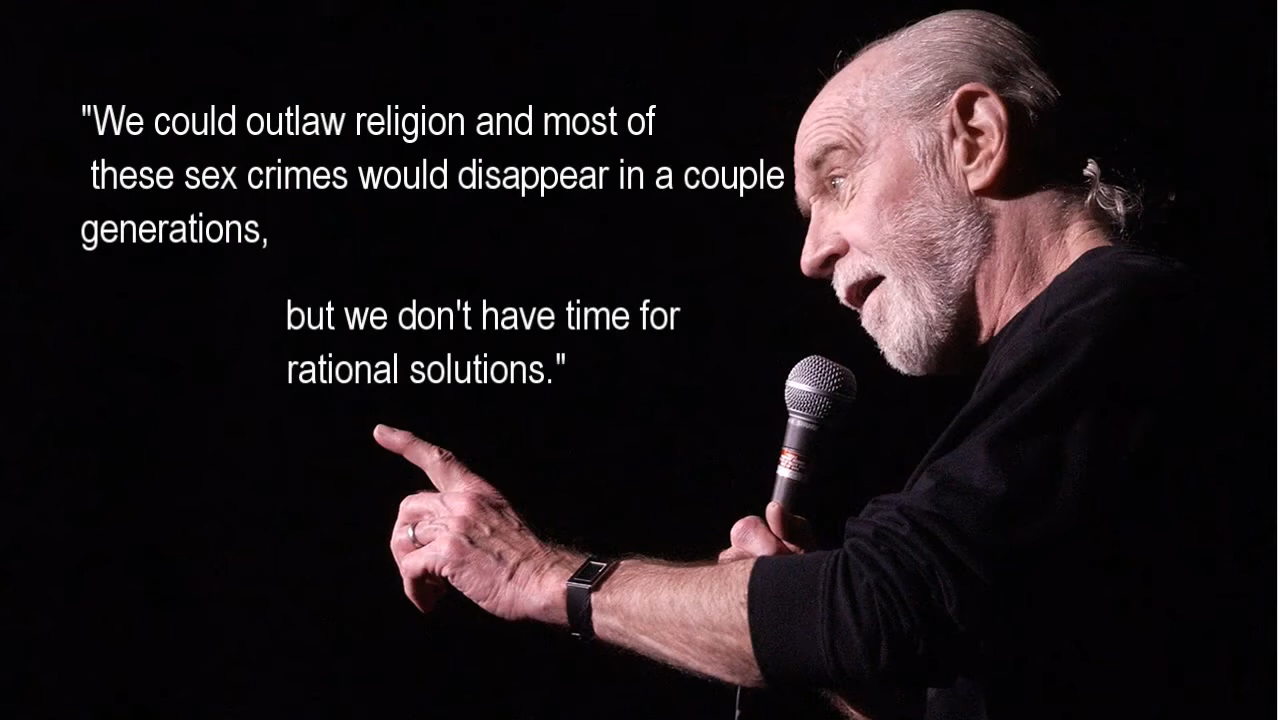 "We could outlaw religion and most of
these sex crimes would disappear in a couple
generations,
but we don't have time for
rational solutions."